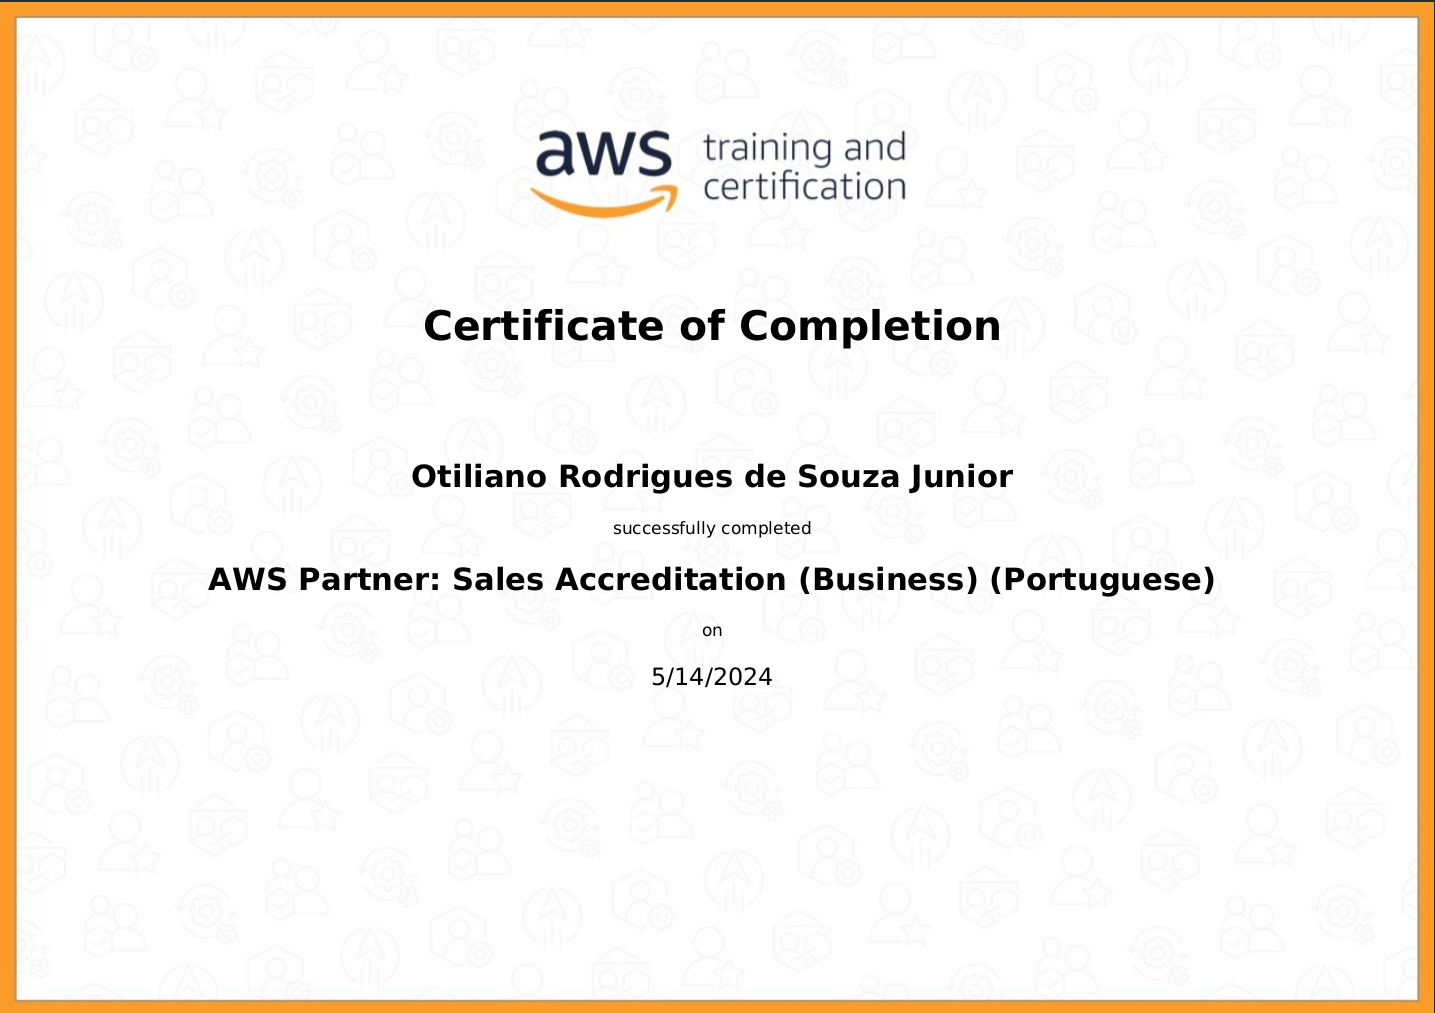 aws training and
certification
Certificate of Completion
Otiliano Rodrigues de Souza Junior
successfully completed
AWS Partner: Sales Accreditation (Business) (Portuguese)
on
5/14/2024